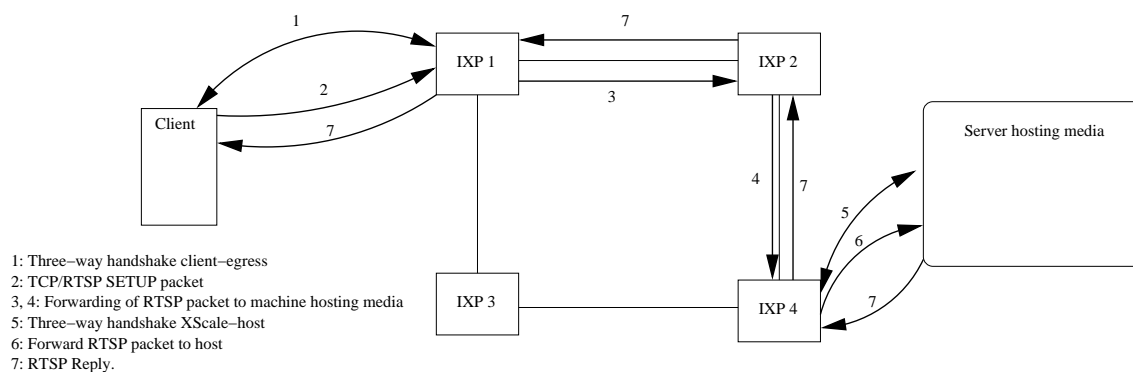 1
7
IXP 1
IXP 2
2
3
Client
7
Server hosting media
4
7
5
6
1: Three−way handshake client−egress
2: TCP/RTSP SETUP packet
3, 4: Forwarding of RTSP packet to machine hosting media
5: Three−way handshake XScale−host
6: Forward RTSP packet to host
7: RTSP Reply.
IXP 3
IXP 4
7